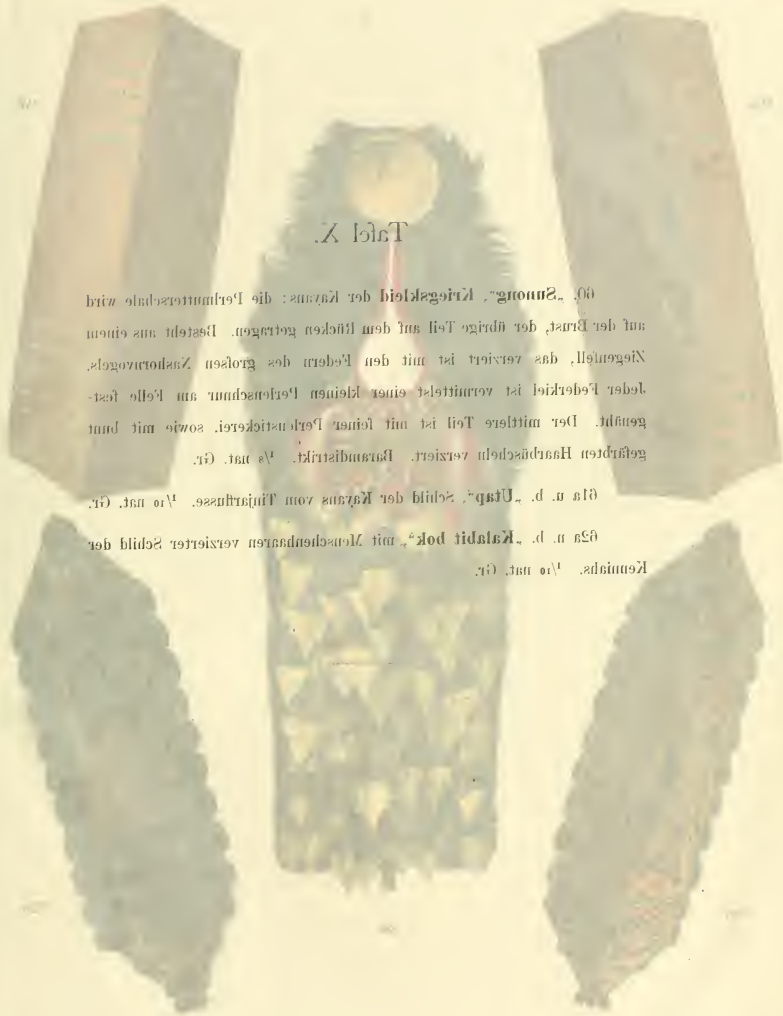 Tafel X.
60. „Sunong“. Kriegskleid der Kayans: die Perlmutterschale wird
auf der Brust, der übrige Teil auf dem Rücken getragen. Besteht aus einem
Ziegenfell, das verziert ist mit den Federn des großen Nashornvogels.
Jeder Federkiel ist vermittelst einer kleinen Perlenschnur am Felle fest-
genäht. Der mittlere Teil ist mit feiner Perlenstickerei, sowie mit bunt
gefärbten Haarbüscheln verziert. Baramdistrikt. 1/8 nat. Gr.
61a u. b. „Utap“, Schild der Kayans vom Tinjarflusse. 1/10 nat. Gr.
62a u. b. „Kalabit bok“, mit Menschenhaaren verzierter Schild der
Kenniahs. 1/10 nat. Gr.